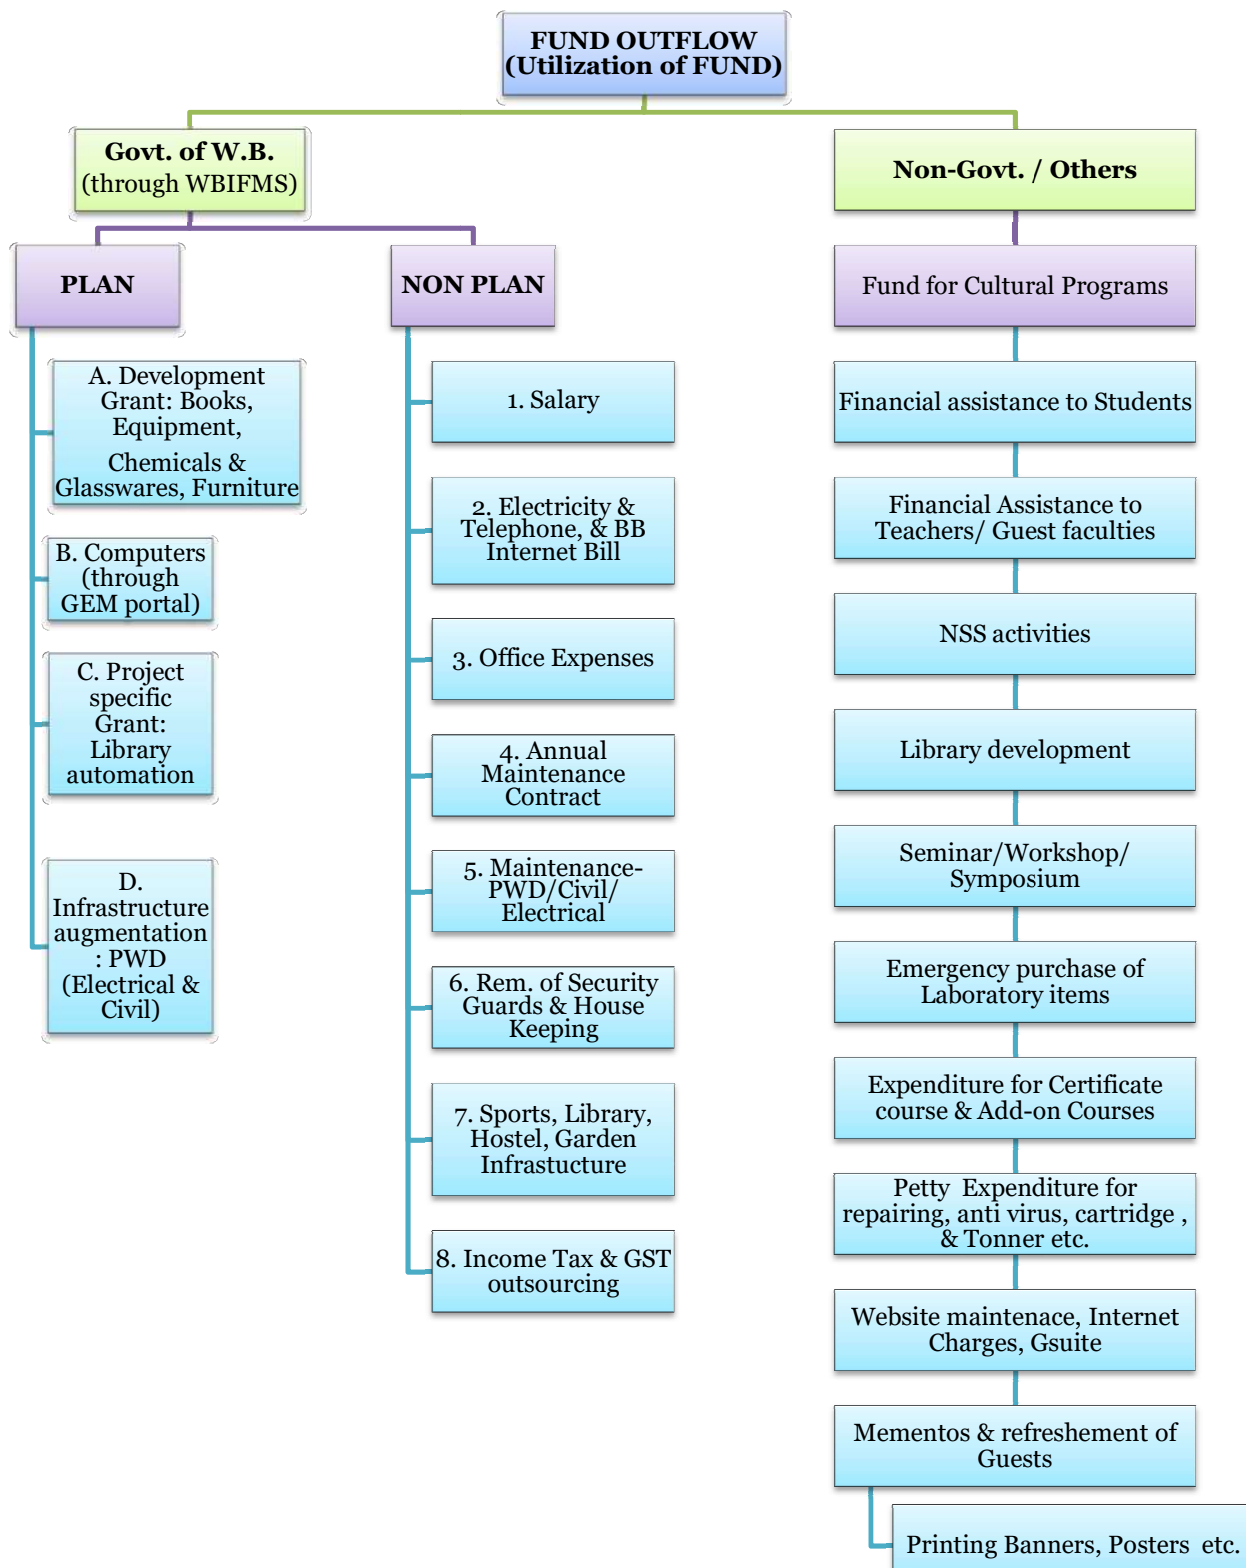 FUND OUTFLOW
(Utilization of FUND)
Govt. of W.B.
(through WBIFMS)
Non-Govt. / Others
PLAN
NON PLAN
Fund for Cultural Programs
A. Development
Grant: Books,
Equipment,
Chemicals &
Glasswares, Furniture
B. Computers
(through
GEM portal)
C. Project
specific
Grant:
Library
automation
D.
Infrastructure
augmentation
: PWD
(Electrical &
Civil)
1. Salary
2. Electricity &
Telephone, & BB
Internet Bill
3. Office Expenses
4. Annual
Maintenance
Contract
5. Maintenance-
PWD/Civil/
Electrical
6. Rem. of Security
Guards & House
Keeping
7. Sports, Library,
Hostel, Garden
Infrastucture
8. Income Tax & GST
outsourcing
Financial assistance to Students
Financial Assistance to
Teachers/ Guest faculties
NSS activities
Library development
Seminar/Workshop/
Symposium
Emergency purchase of
Laboratory items
Expenditure for Certificate
course & Add-on Courses
Petty  Expenditure for
repairing, anti virus, cartridge ,
& Tonner etc.
Website maintenace, Internet
Charges, Gsuite
Mementos & refreshement of
Guests
Printing Banners, Posters  etc.